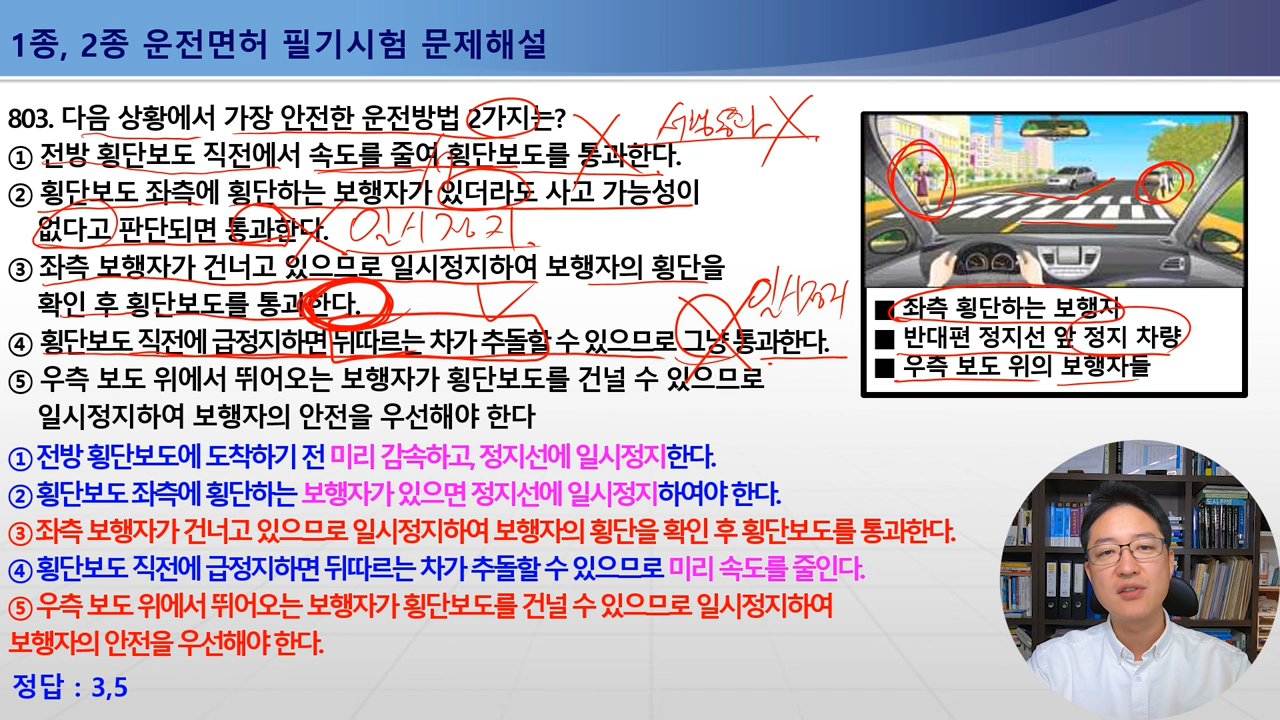 1종, 2종 운전면허 필기시험 문제해설
803. 다음 상황에서 가장 안전한 운전방법 2가지는?
서행통과
① 전방 횡단보도 직전에서 속도를 줄여 횡단보도를 통과한다.
② 횡단보도 좌측에 횡단하는 보행자가 있더라도 사고 가능성이
없다고 판단되면 통과한다.
일시정지
③ 좌측 보행자가 건너고 있으므로 일시정지하여 보행자의 횡단을
확인 후 횡단보도를 통과한다.
일시정지
④ 횡단보도 직전에 급정지하면 뒤따르는 차가 추돌할 수 있으므로 그냥 통과한다.
⑤ 우측 보도 위에서 뛰어오는 보행자가 횡단보도를 건널 수 있으므로
일시정지하여 보행자의 안전을 우선해야 한다
■ 좌측 횡단하는 보행자
■ 반대편 정지선 앞 정지 차량
■ 우측 보도 위의 보행자들
① 전방 횡단보도에 도착하기 전 미리 감속하고, 정지선에 일시정지한다.
② 횡단보도 좌측에 횡단하는 보행자가 있으면 정지선에 일시정지하여야 한다.
③ 좌측 보행자가 건너고 있으므로 일시정지하여 보행자의 횡단을 확인 후 횡단보도를 통과한다.
④ 횡단보도 직전에 급정지하면 뒤따르는 차가 추돌할 수 있으므로 미리 속도를 줄인다.
⑤ 우측 보도 위에서 뛰어오는 보행자가 횡단보도를 건널 수 있으므로 일시정지하여
보행자의 안전을 우선해야 한다.
정답 : 3,5